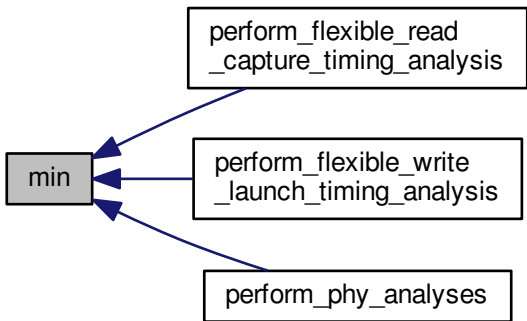 perform_flexible_read
_capture_timing_analysis
min
perform_flexible_write
_launch_timing_analysis
perform_phy_analyses